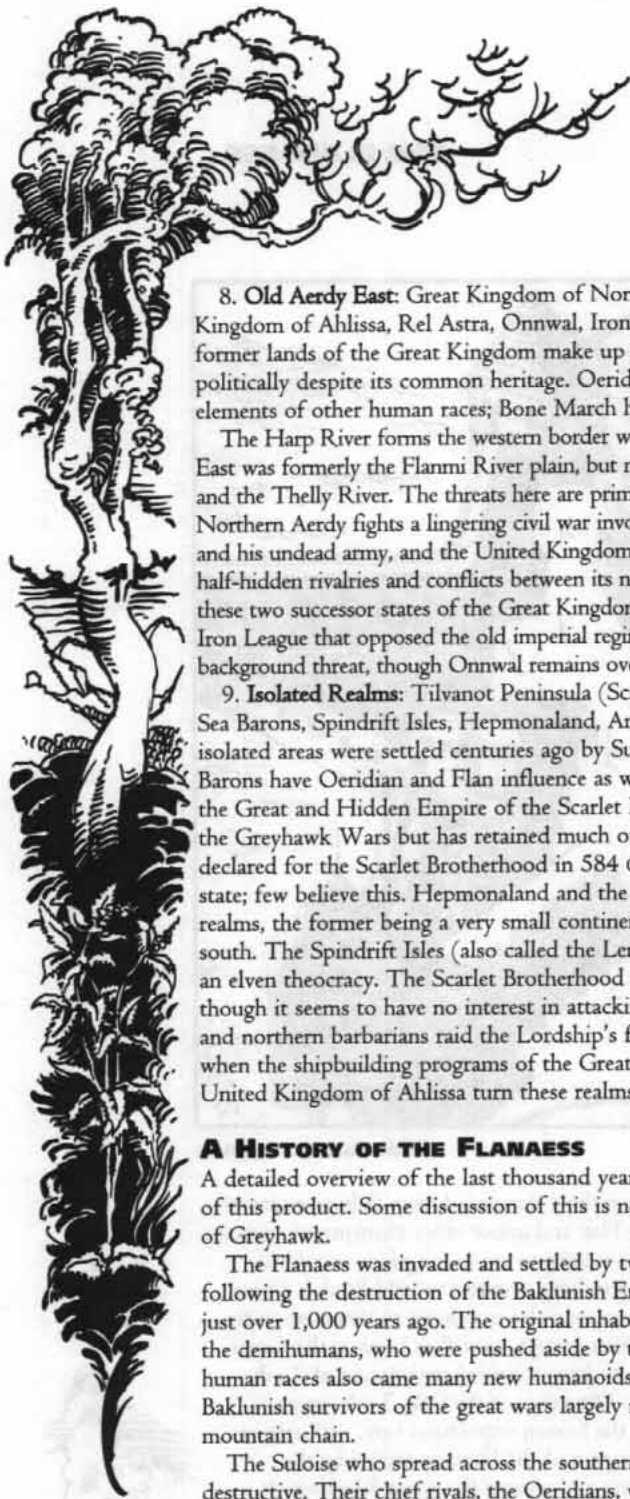 8. Old Aerdy East: Great Kingdom of Nor
Kingdom of Ahlissa, Rel Astra, Onnwal, Iron
former lands of the Great Kingdom make up
politically despite its common heritage. Oerid
elements of other human races; Bone March h
The Harp River forms the western border w
East was formerly the Flanmi River plain, but n
and the Thelly River. The threats here are prim
Northern Aerdy fights a lingering civil war invo
and his undead army, and the United Kingdom
half-hidden rivalries and conflicts between its n
these two successor states of the Great Kingdor
Iron League that opposed the old imperial regir
background threat, though Onnwal remains ove
9. Isolated Realms: Tilvanot Peninsula (Sc
Sea Barons, Spindrift Isles, Hepmonaland, An
isolated areas were settled centuries ago by Su
Barons have Oeridian and Flan influence as w
the Great and Hidden Empire of the Scarlet
the Greyhawk Wars but has retained much o
declared for the Scarlet Brotherhood in 584
state; few believe this. Hepmonaland and the
realms, the former being a very small continen
south. The Spindrift Isles (also called the Len
an elven theocracy. The Scarlet Brotherhood
though it seems to have no interest in attacki
and northern barbarians raid the Lordship's f
when the shipbuilding programs of the Great
United Kingdom of Ahlissa turn these realms
A HISTORY OF THE FLANAESS
A detailed overview of the last thousand year
of this product. Some discussion of this is n
of Greyhawk.
The Flanaess was invaded and settled by tw
following the destruction of the Baklunish En
just over 1,000 years ago. The original inhab
the demihumans, who were pushed aside by t
human races also came many new humanoids
Baklunish survivors of the great wars largely
mountain chain.
The Suloise who spread across the southern
destructive. Their chief rivals, the Oeridians,